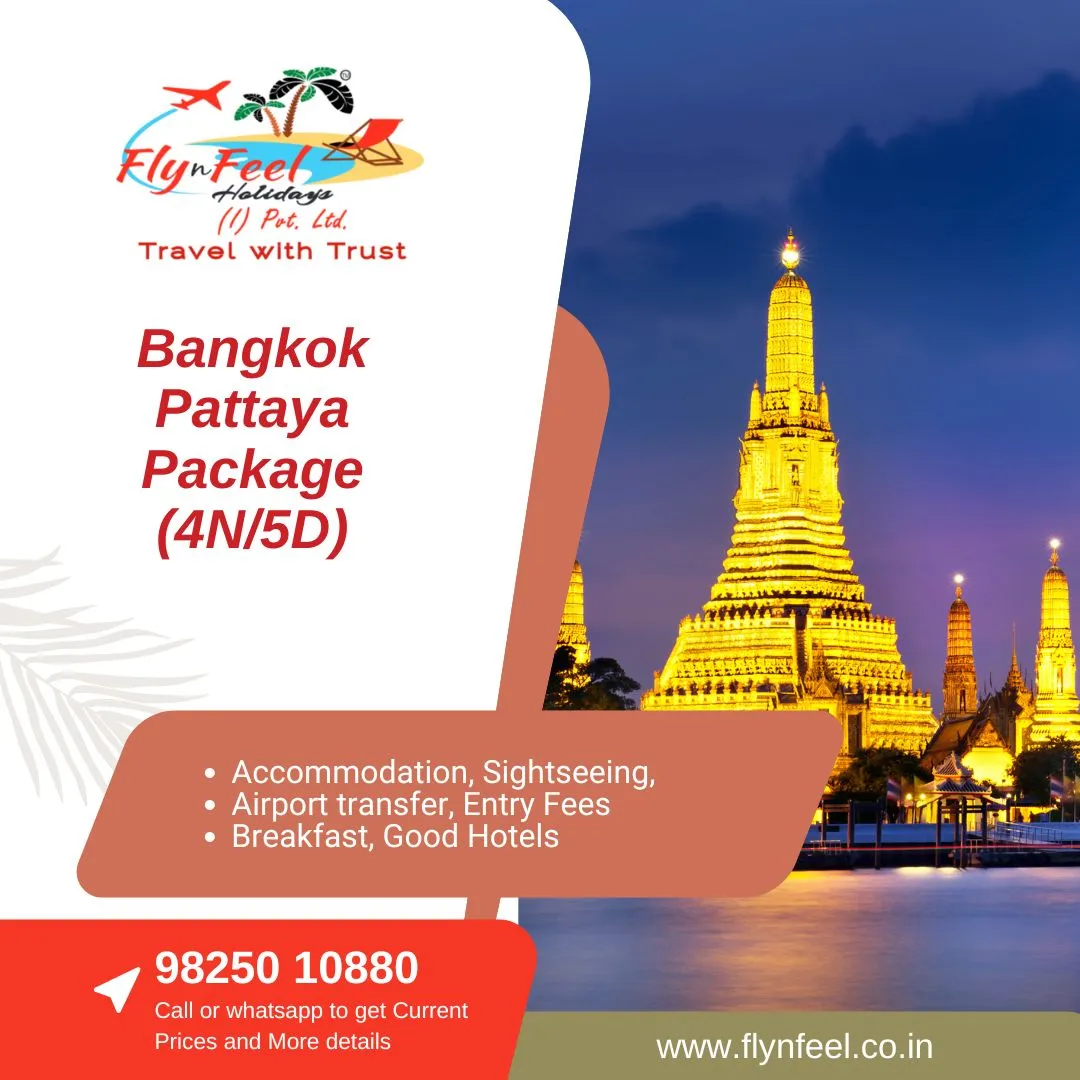 FlynFeel
Holidays
(I) Pvt. Ltd.
Travel with Trust
Bangkok
Pattaya
Package
(4N/5D)
• Accommodation, Sightseeing,
• Airport transfer, Entry Fees
• Breakfast, Good Hotels
98250 10880
Call or whatsapp to get Current
Prices and More details
www.flynfeel.co.in